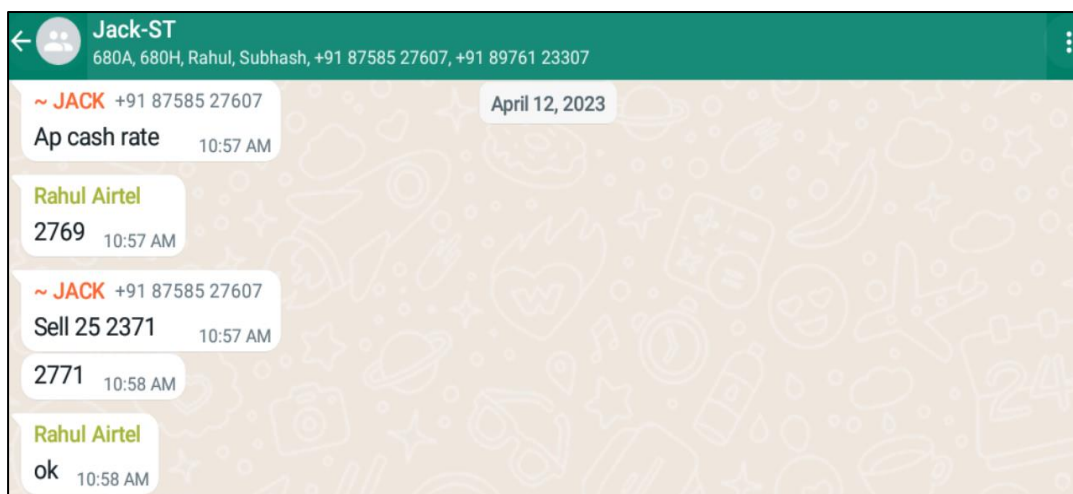 Jack-ST
680A, 680H, Rahul, Subhash, +91 87585 27607, +91 89761 23307
April 12, 2023
~ JACK +91 87585 27607
Ap cash rate 10:57 AM
Rahul Airtel
2769 10:57 AM
~ JACK +91 87585 27607
Sell 25 2371 10:57 AM
2771 10:58 AM
Rahul Airtel
ok 10:58 AM